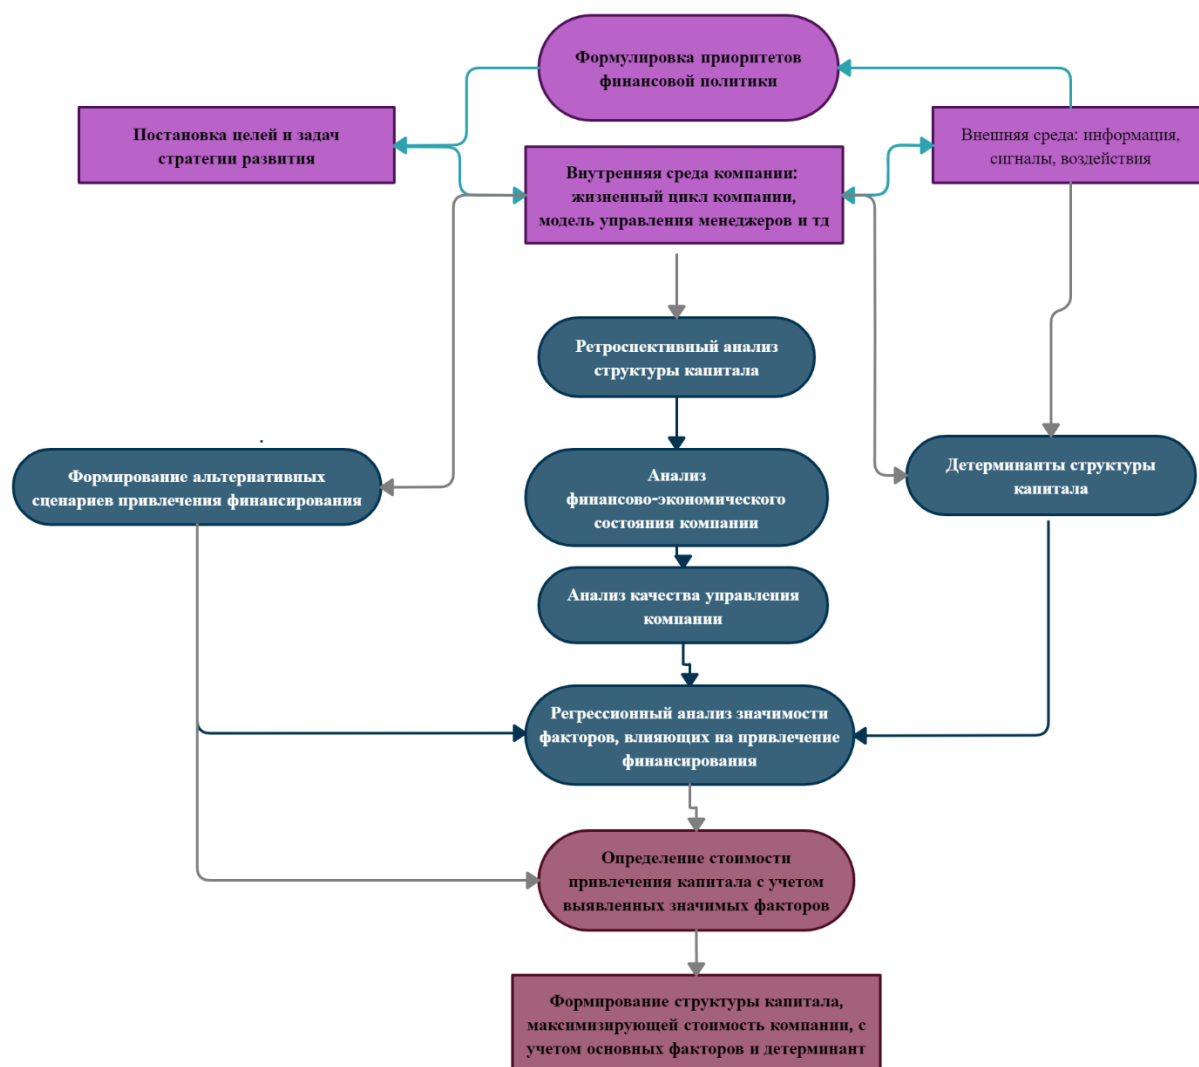 Формулировка приоритетов
финансовой политики
Постановка целей и задач
стратегии развития
Внешняя среда: информация,
сигналы, воздействия
Внутренняя среда компании:
жизненный цикл компании,
модель управления менеджеров и тд
Ретроспективный анализ
структуры капитала
Формирование альтернативных
сценариев привлечения финансирования
Анализ
финансово-экономического
состояния компании
Детерминанты структуры
капитала
Анализ качества управления
компании
Регрессионный анализ значимости
факторов, влияющих на привлечение
финансирования
Определение стоимости
привлечения капитала с учетом
выявленных значимых факторов
Формирование структуры капитала,
максимизирующей стоимость компании, с
учетом основных факторов и детерминант